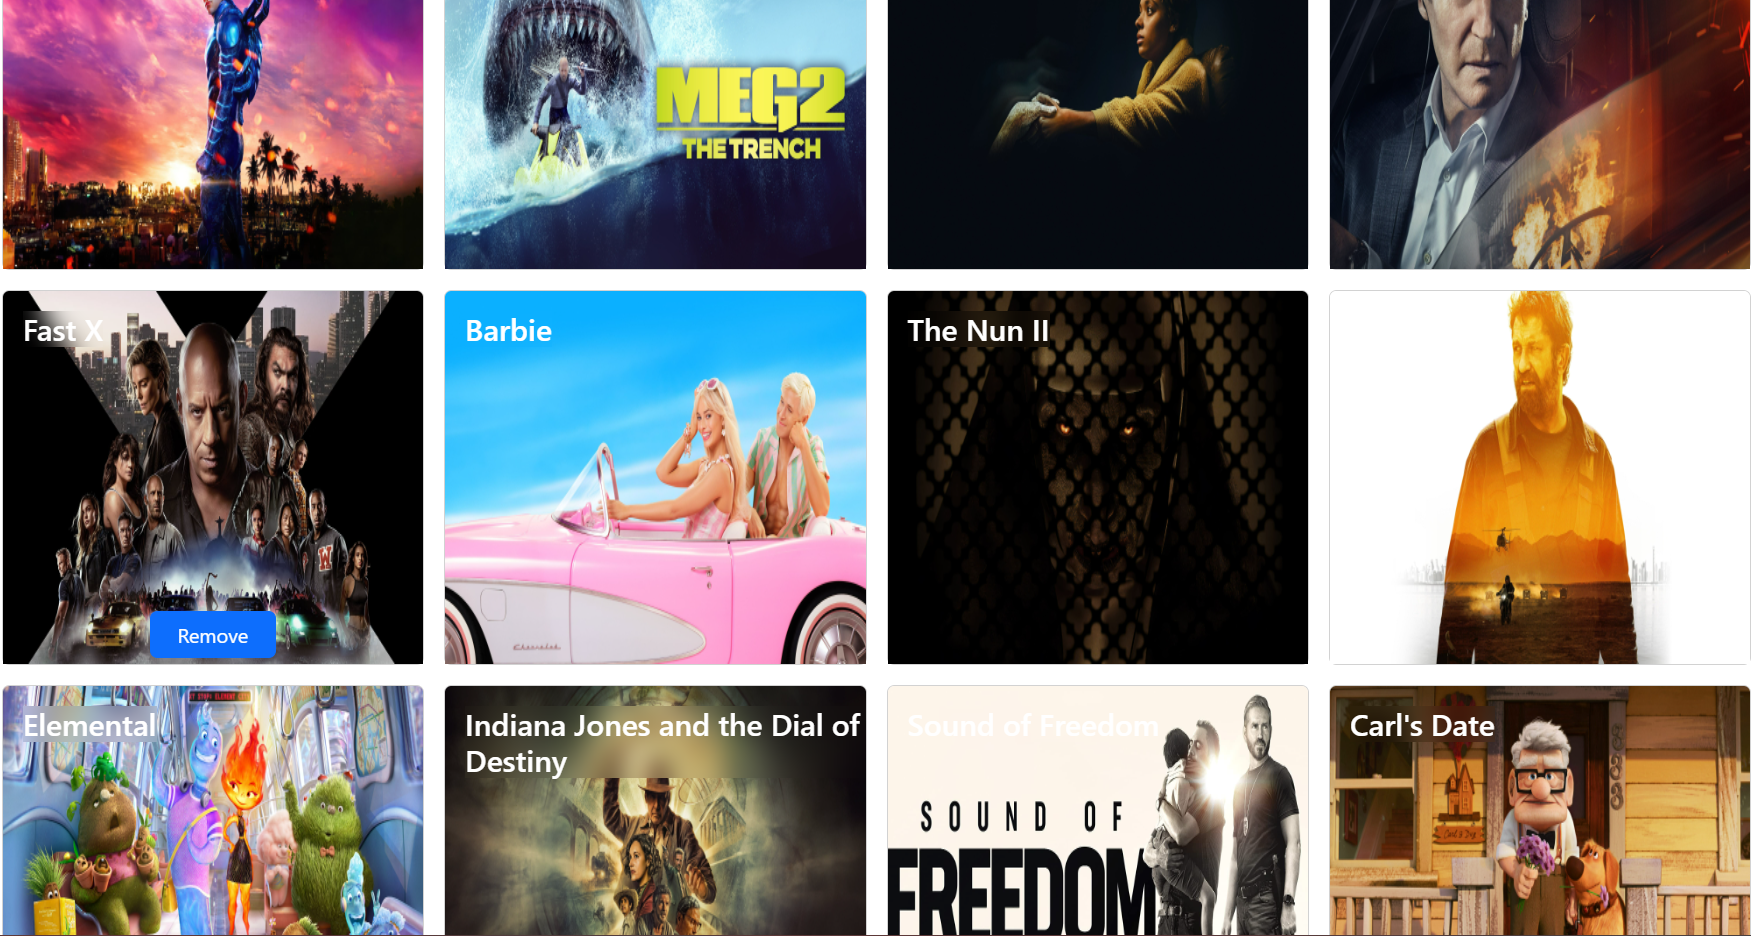 MEG2
THE TRENCH
Fast X
Barbie
The Nun II
Remove
Elemental
Indiana Jones and the Dial of
Destiny
Sound of Freedom
Carl's Date
SOUND OF
FREEDOM